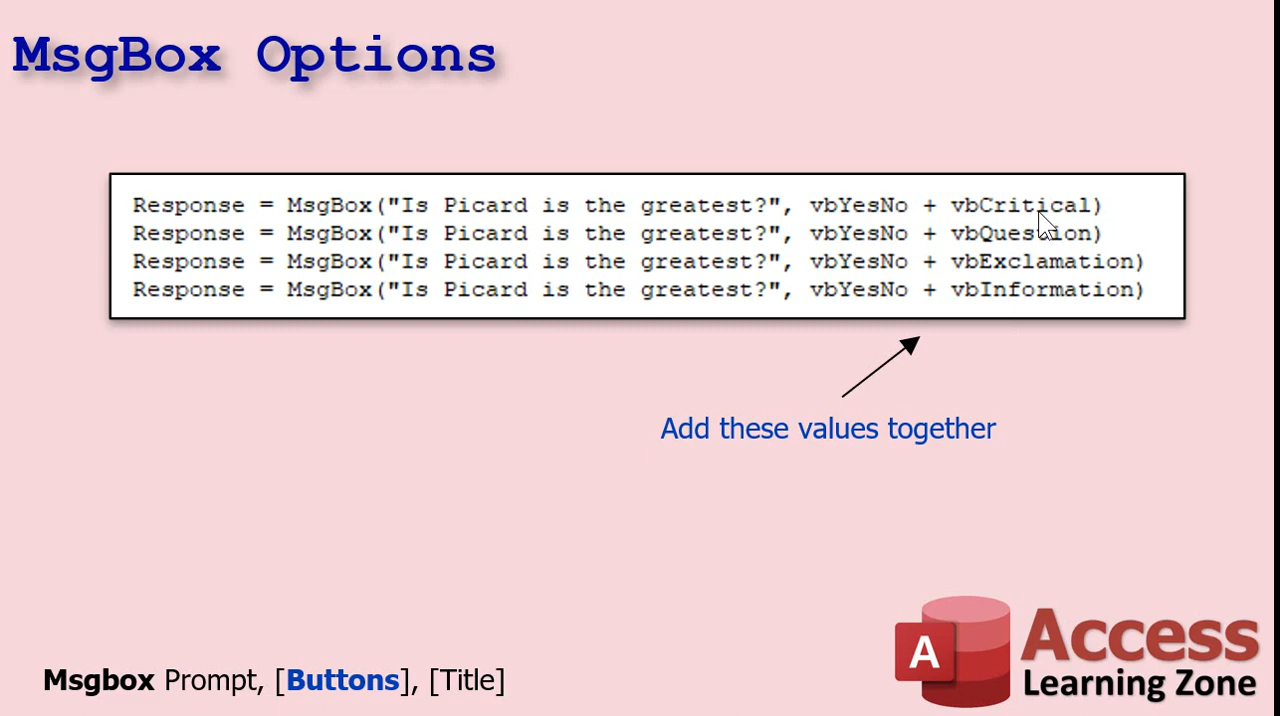 MsgBox Options
Response = MsgBox("Is Picard is the greatest?", vbYesNo + vbCritical)
Response = MsgBox("Is Picard is the greatest?", vbYesNo + vbQuestion)
Response = MsgBox("Is Picard is the greatest?", vbYesNo + vbExclamation)
Response = MsgBox("Is Picard is the greatest?", vbYesNo + vbInformation)
Add these values together
Msgbox Prompt, [Buttons], [Title]
A
Access
Learning Zone